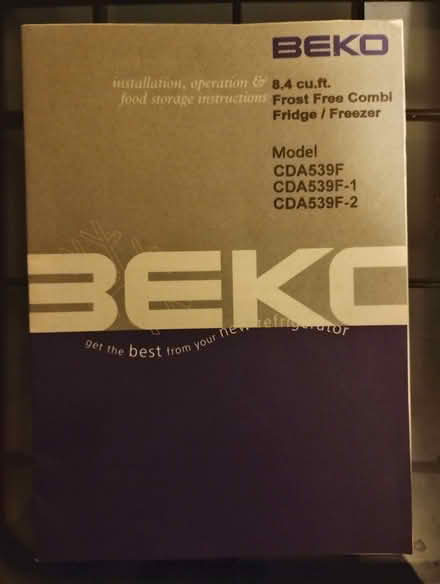 BEKO
installation, operation &
food storage instructions
8.4 cu.ft.
Frost Free Combi
Fridge / Freezer
Model
CDA539F
CDA539F-1
CDA539F-2
BEKO
get the best from your new refrigerator